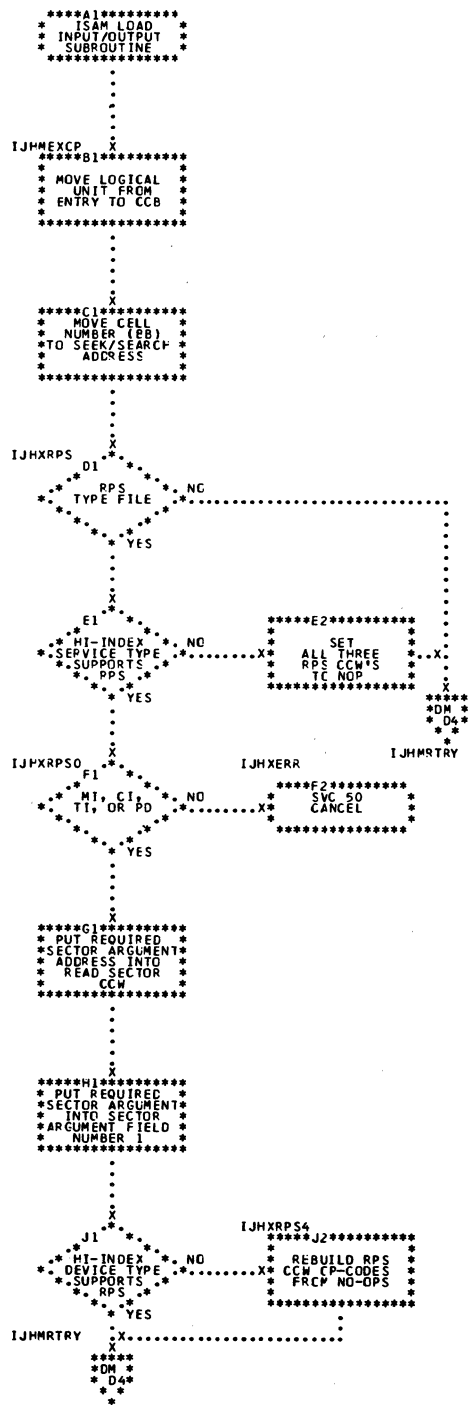 A1
ISAM LOAD
INPUT/OUTPUT
SUBROUTINE
IJHMEXCP
B1
MOVE LOGICAL
UNIT FROM
ENTRY TO CCB
C1
MOVE CELL
NUMBER (BB)
TO SEEK/SEARCH
ADDRESS
IJHXRPS
D1
RPS
TYPE FILE
NO
YES
E1
HI-INDEX
SERVICE TYPE
SUPPORTS
RPS
NO
YES
E2
SET
ALL THREE
RPS CCW'S
TO NOP
DM
D4
IJHMRTRY
IJHXRPS0
F1
MI, CI,
TI, OR PD
NO
YES
IJHXERR
F2
SVC 50
CANCEL
G1
PUT REQUIRED
SECTOR ARGUMENT
ADDRESS INTO
READ SECTOR
CCW
H1
PUT REQUIRED
SECTOR ARGUMENT
INTO SECTOR
ARGUMENT FIELD
NUMBER 1
J1
HI-INDEX
DEVICE TYPE
SUPPORTS
RPS
NO
YES
IJHXRPS4
J2
REBUILD RPS
CCW OP-CODES
FROM NO-OPS
IJHMRTRY
DM
D4